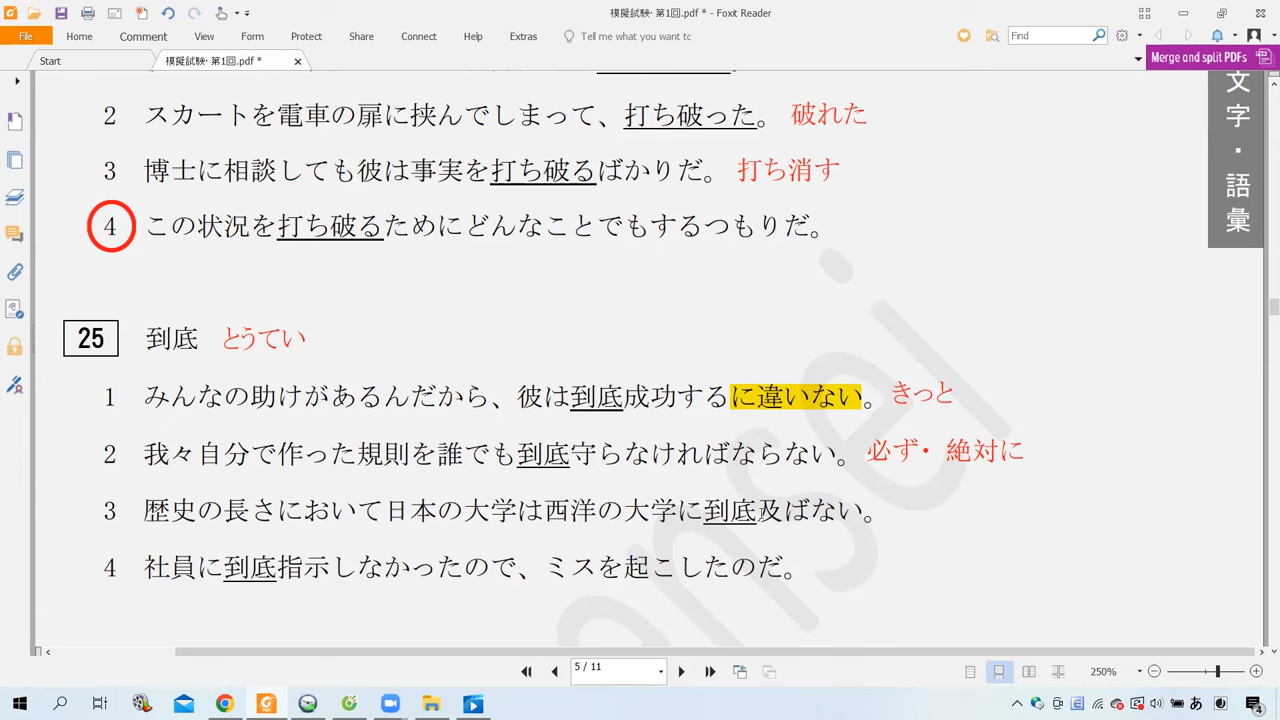 模擬試験・第1回.pdf * - Foxit Reader
File Home Comment View Form Protect Share Connect Help Extras Tell me what you want to Find
Start 模擬試験・第1回.pdf * Merge and split PDFs
文字・語彙
2 スカートを電車の扉に挟んでしまって、打ち破った。 破れた
3 博士に相談しても彼は事実を打ち破るばかりだ。 打ち消す
4 この状況を打ち破るためにどんなことでもするつもりだ。
25 到底 とうてい
1 みんなの助けがあるんだから、彼は到底成功するに違いない。 きっと
2 我々自分で作った規則を誰でも到底守らなければならない。 必ず・ 絶対に
3 歴史の長さにおいて日本の大学は西洋の大学に到底及ばない。
4 社員に到底指示しなかったので、ミスを起こしたのだ。
ensei
5 / 11 250%
あ 4